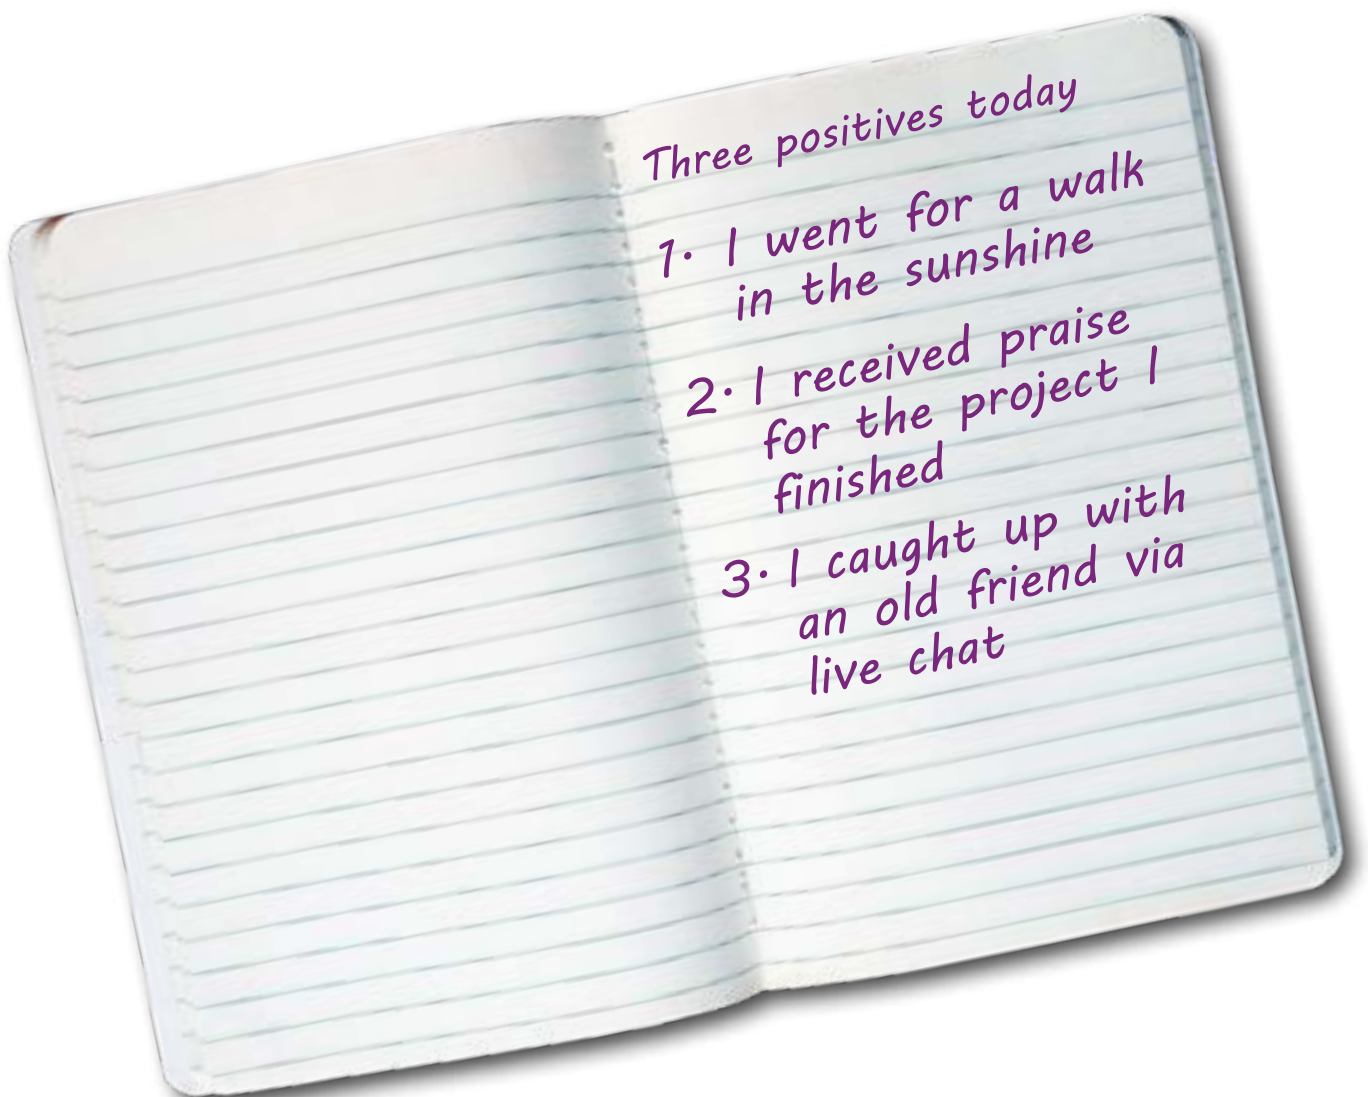 Three positives today
1. I went for a walk
in the sunshine
2. I received praise
for the project I
finished
3. I caught up with
an old friend via
live chat